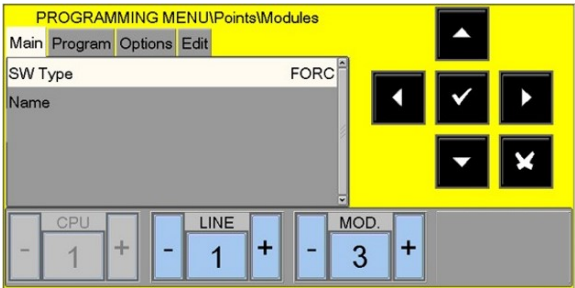 PROGRAMMING MENU\Points\Modules
Main Program Options Edit
SW Type FORC
Name
CPU LINE MOD.
- 1 + - 1 + - 3 +